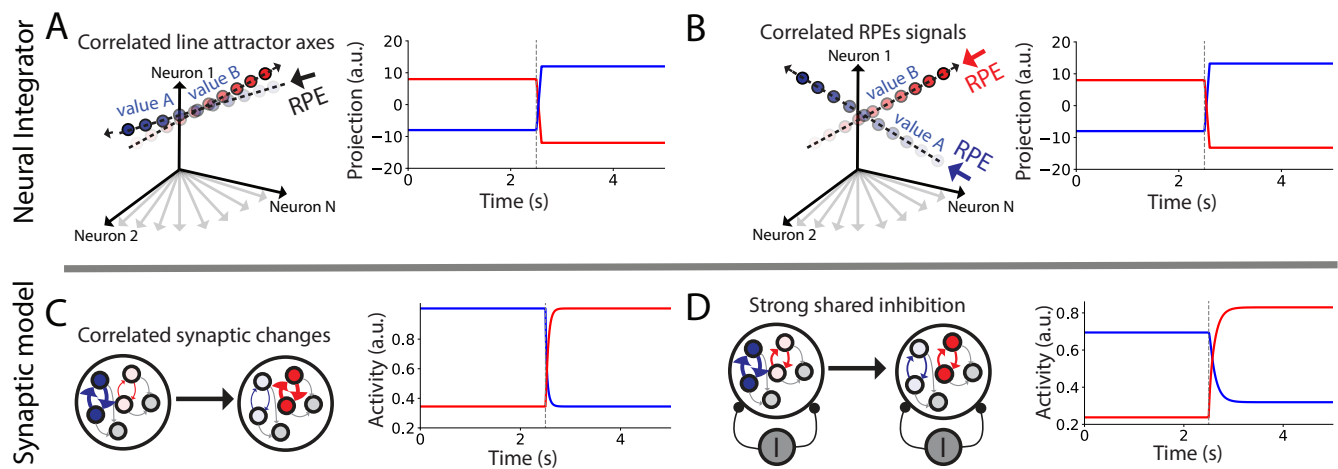 Neural Integrator
A
Correlated line attractor axes
Neuron 1
value A
value B
RPE
Neuron 2
Neuron N
Projection (a.u.)
20
10
0
−10
−20
0
2
4
Time (s)
B
Correlated RPEs signals
Neuron 1
value B
RPE
value A
RPE
Neuron 2
Neuron N
Projection (a.u.)
20
10
0
−10
−20
0
2
4
Time (s)
Synaptic model
C
Correlated synaptic changes
Activity (a.u.)
0.8
0.6
0.4
0.2
0
2
4
Time (s)
D
Strong shared inhibition
I
I
Activity (a.u.)
0.8
0.6
0.4
0.2
0
2
4
Time (s)